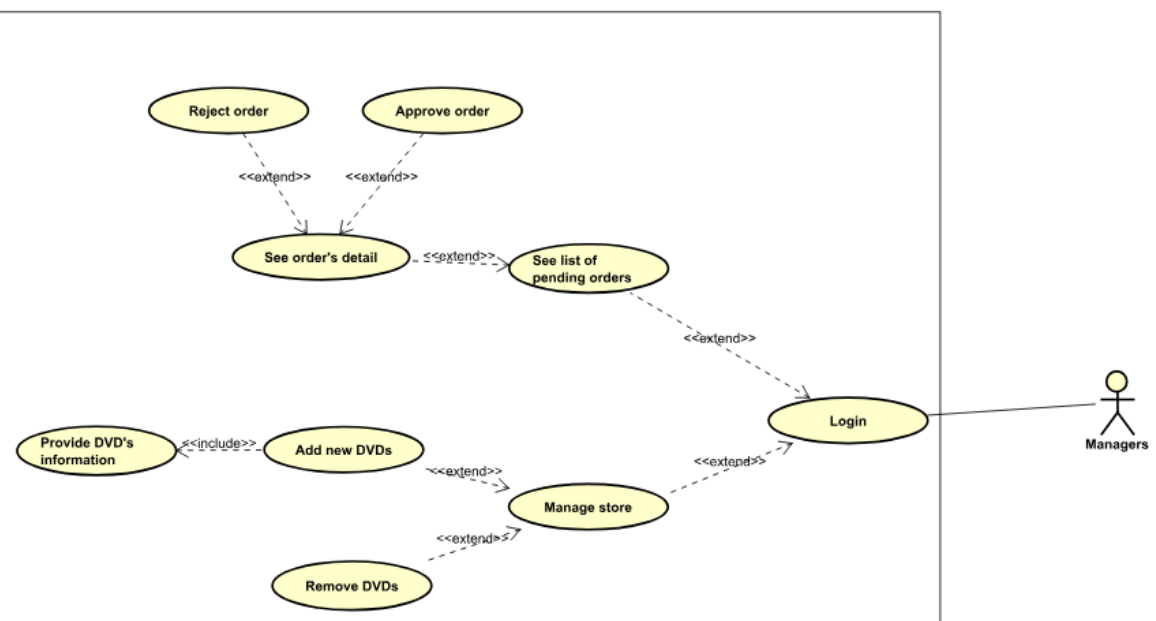 Reject order
Approve order
<<extend>>
<<extend>>
See order's detail
<<extend>>
See list of
pending orders
<<extend>>
Login
Managers
Provide DVD's
information
<<include>>
Add new DVDs
<<extend>>
<<extend>>
Manage store
<<extend>>
Remove DVDs